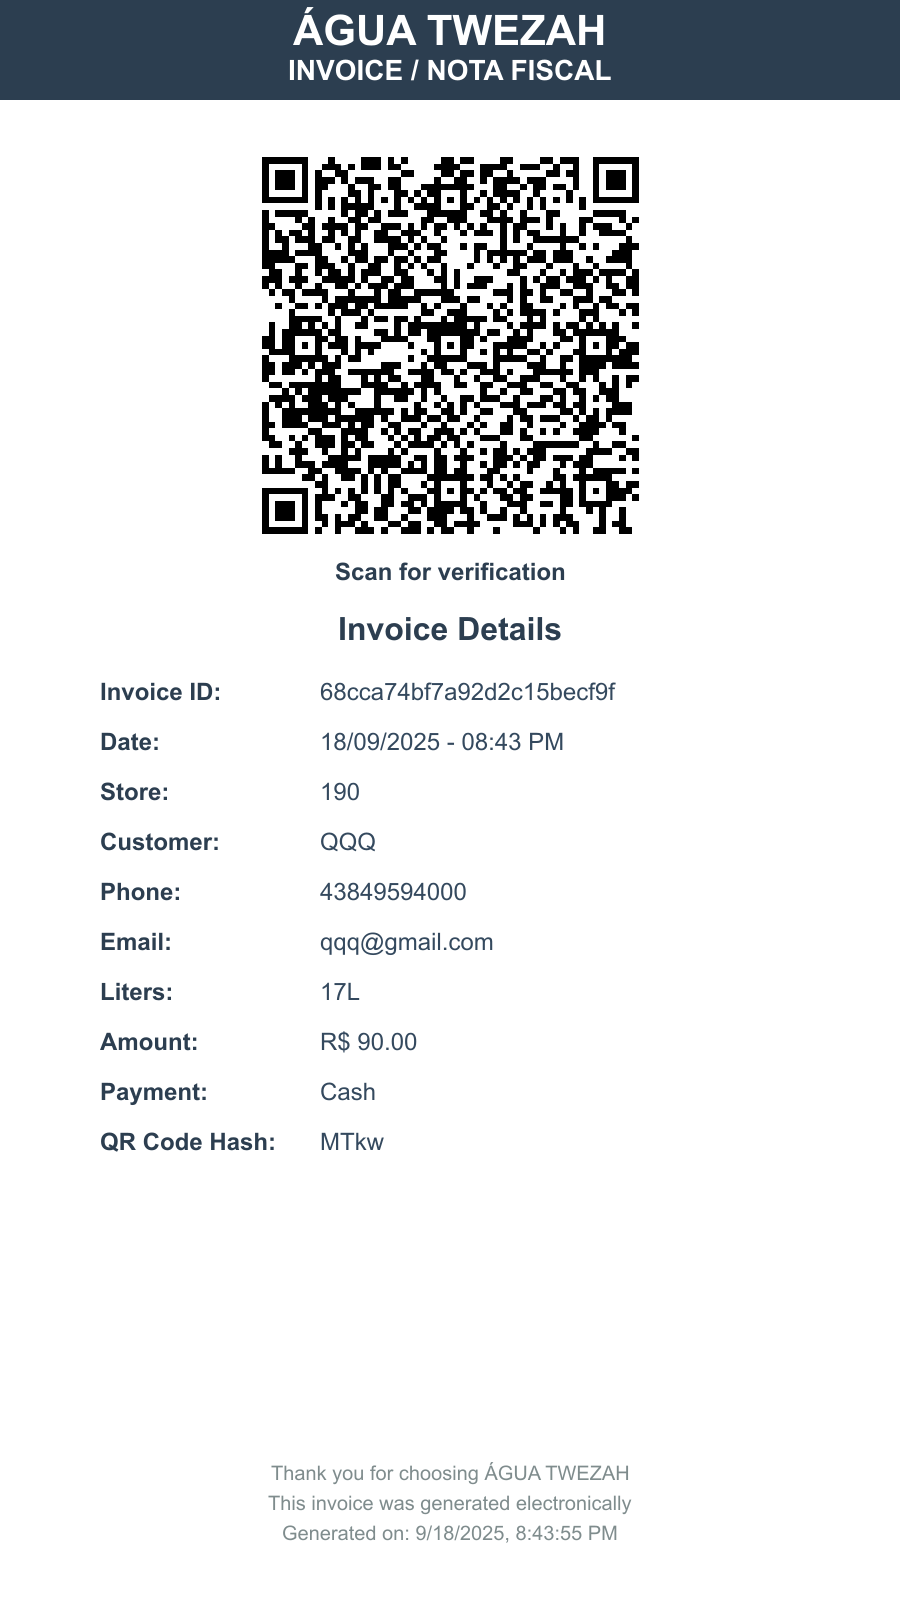 ÁGUA TWEZAH
INVOICE / NOTA FISCAL
Scan for verification
Invoice Details
Invoice ID: 68cca74bf7a92d2c15becf9f
Date: 18/09/2025 - 08:43 PM
Store: 190
Customer: QQQ
Phone: 43849594000
Email: qqq@gmail.com
Liters: 17L
Amount: R$ 90.00
Payment: Cash
QR Code Hash: MTkw
Thank you for choosing ÁGUA TWEZAH
This invoice was generated electronically
Generated on: 9/18/2025, 8:43:55 PM